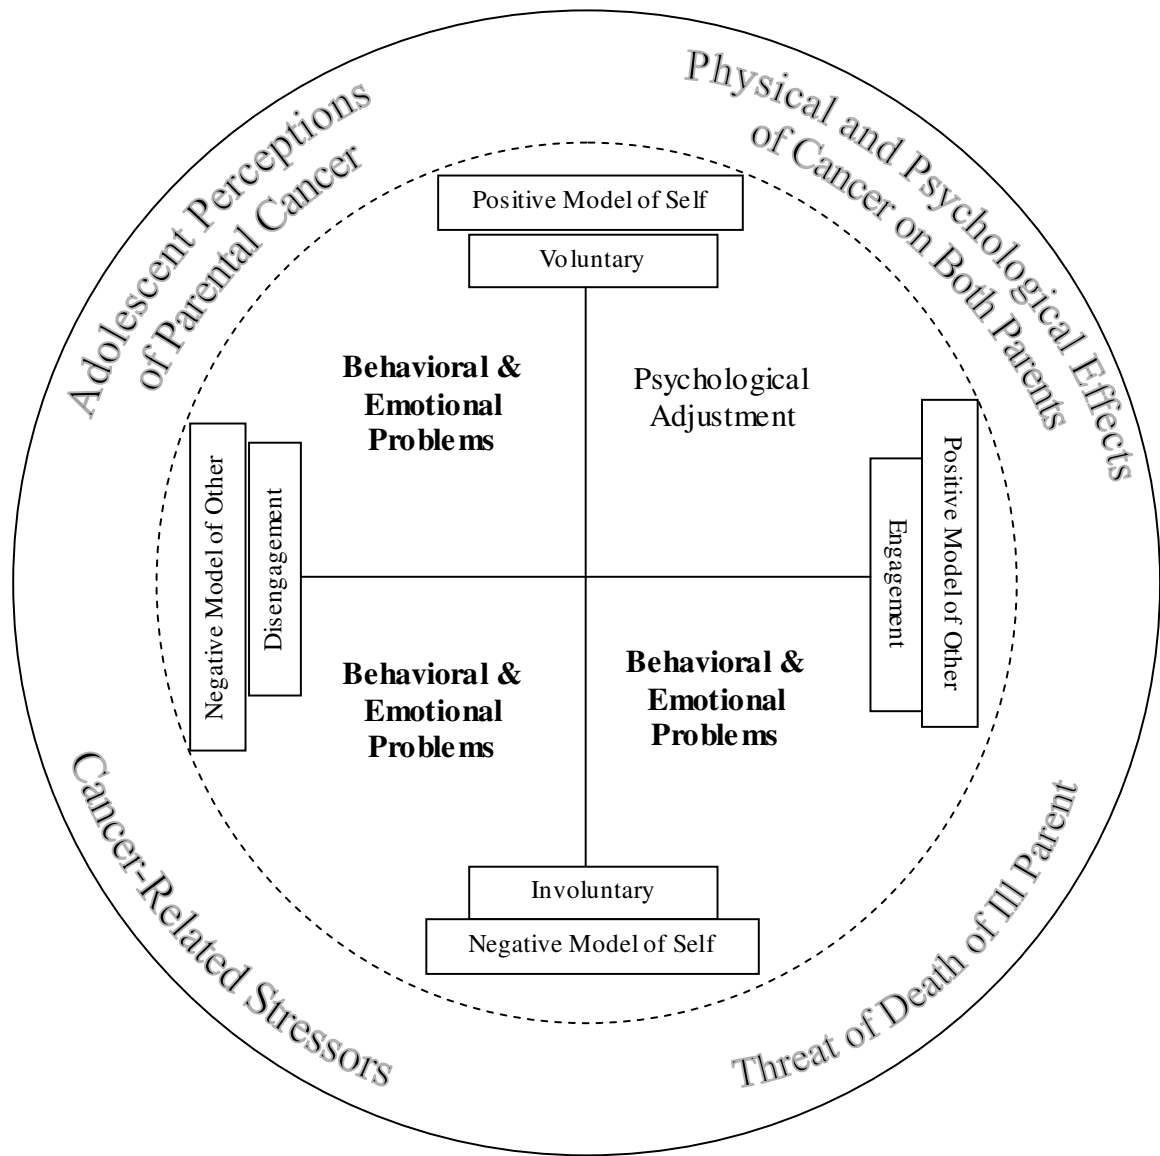 Adolescent Perceptions
of Parental Cancer
Physical and Psychological Effects
of Cancer on Both Parents
Positive Model of Self
Voluntary
Behavioral &
Emotional
Problems
Psychological
Adjustment
Negative Model of Other
Disengagement
Engagement
Positive Model of Other
Behavioral &
Emotional
Problems
Behavioral &
Emotional
Problems
Involuntary
Negative Model of Self
Cancer-Related Stressors
Threat of Death of Ill Parent